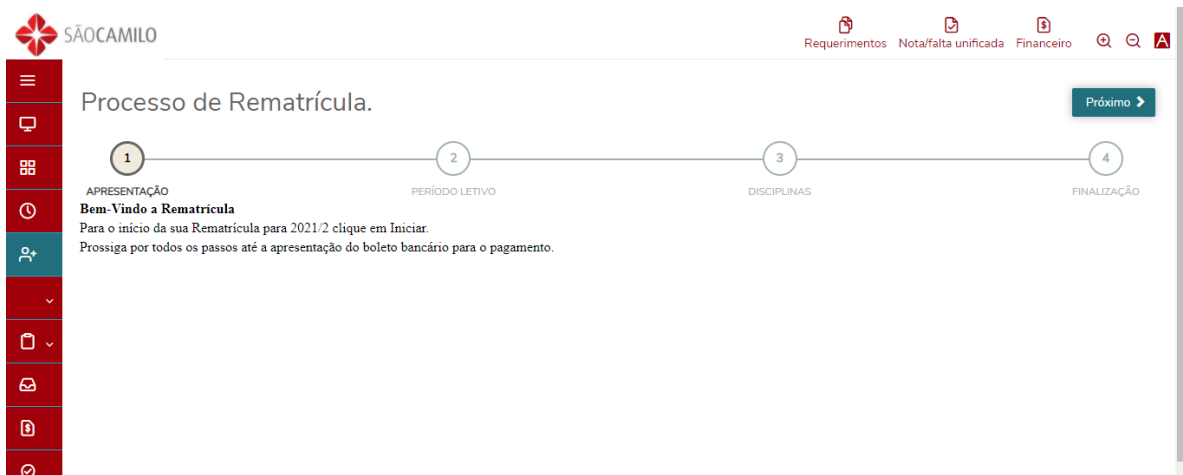 SÃOCAMILO
Requerimentos Nota/falta unificada Financeiro A
Processo de Rematrícula.
Próximo
1 2 3 4
APRESENTAÇÃO PERÍODO LETIVO DISCIPLINAS FINALIZAÇÃO
Bem-Vindo a Rematrícula
Para o início da sua Rematrícula para 2021/2 clique em Iniciar.
Prossiga por todos os passos até a apresentação do boleto bancário para o pagamento.